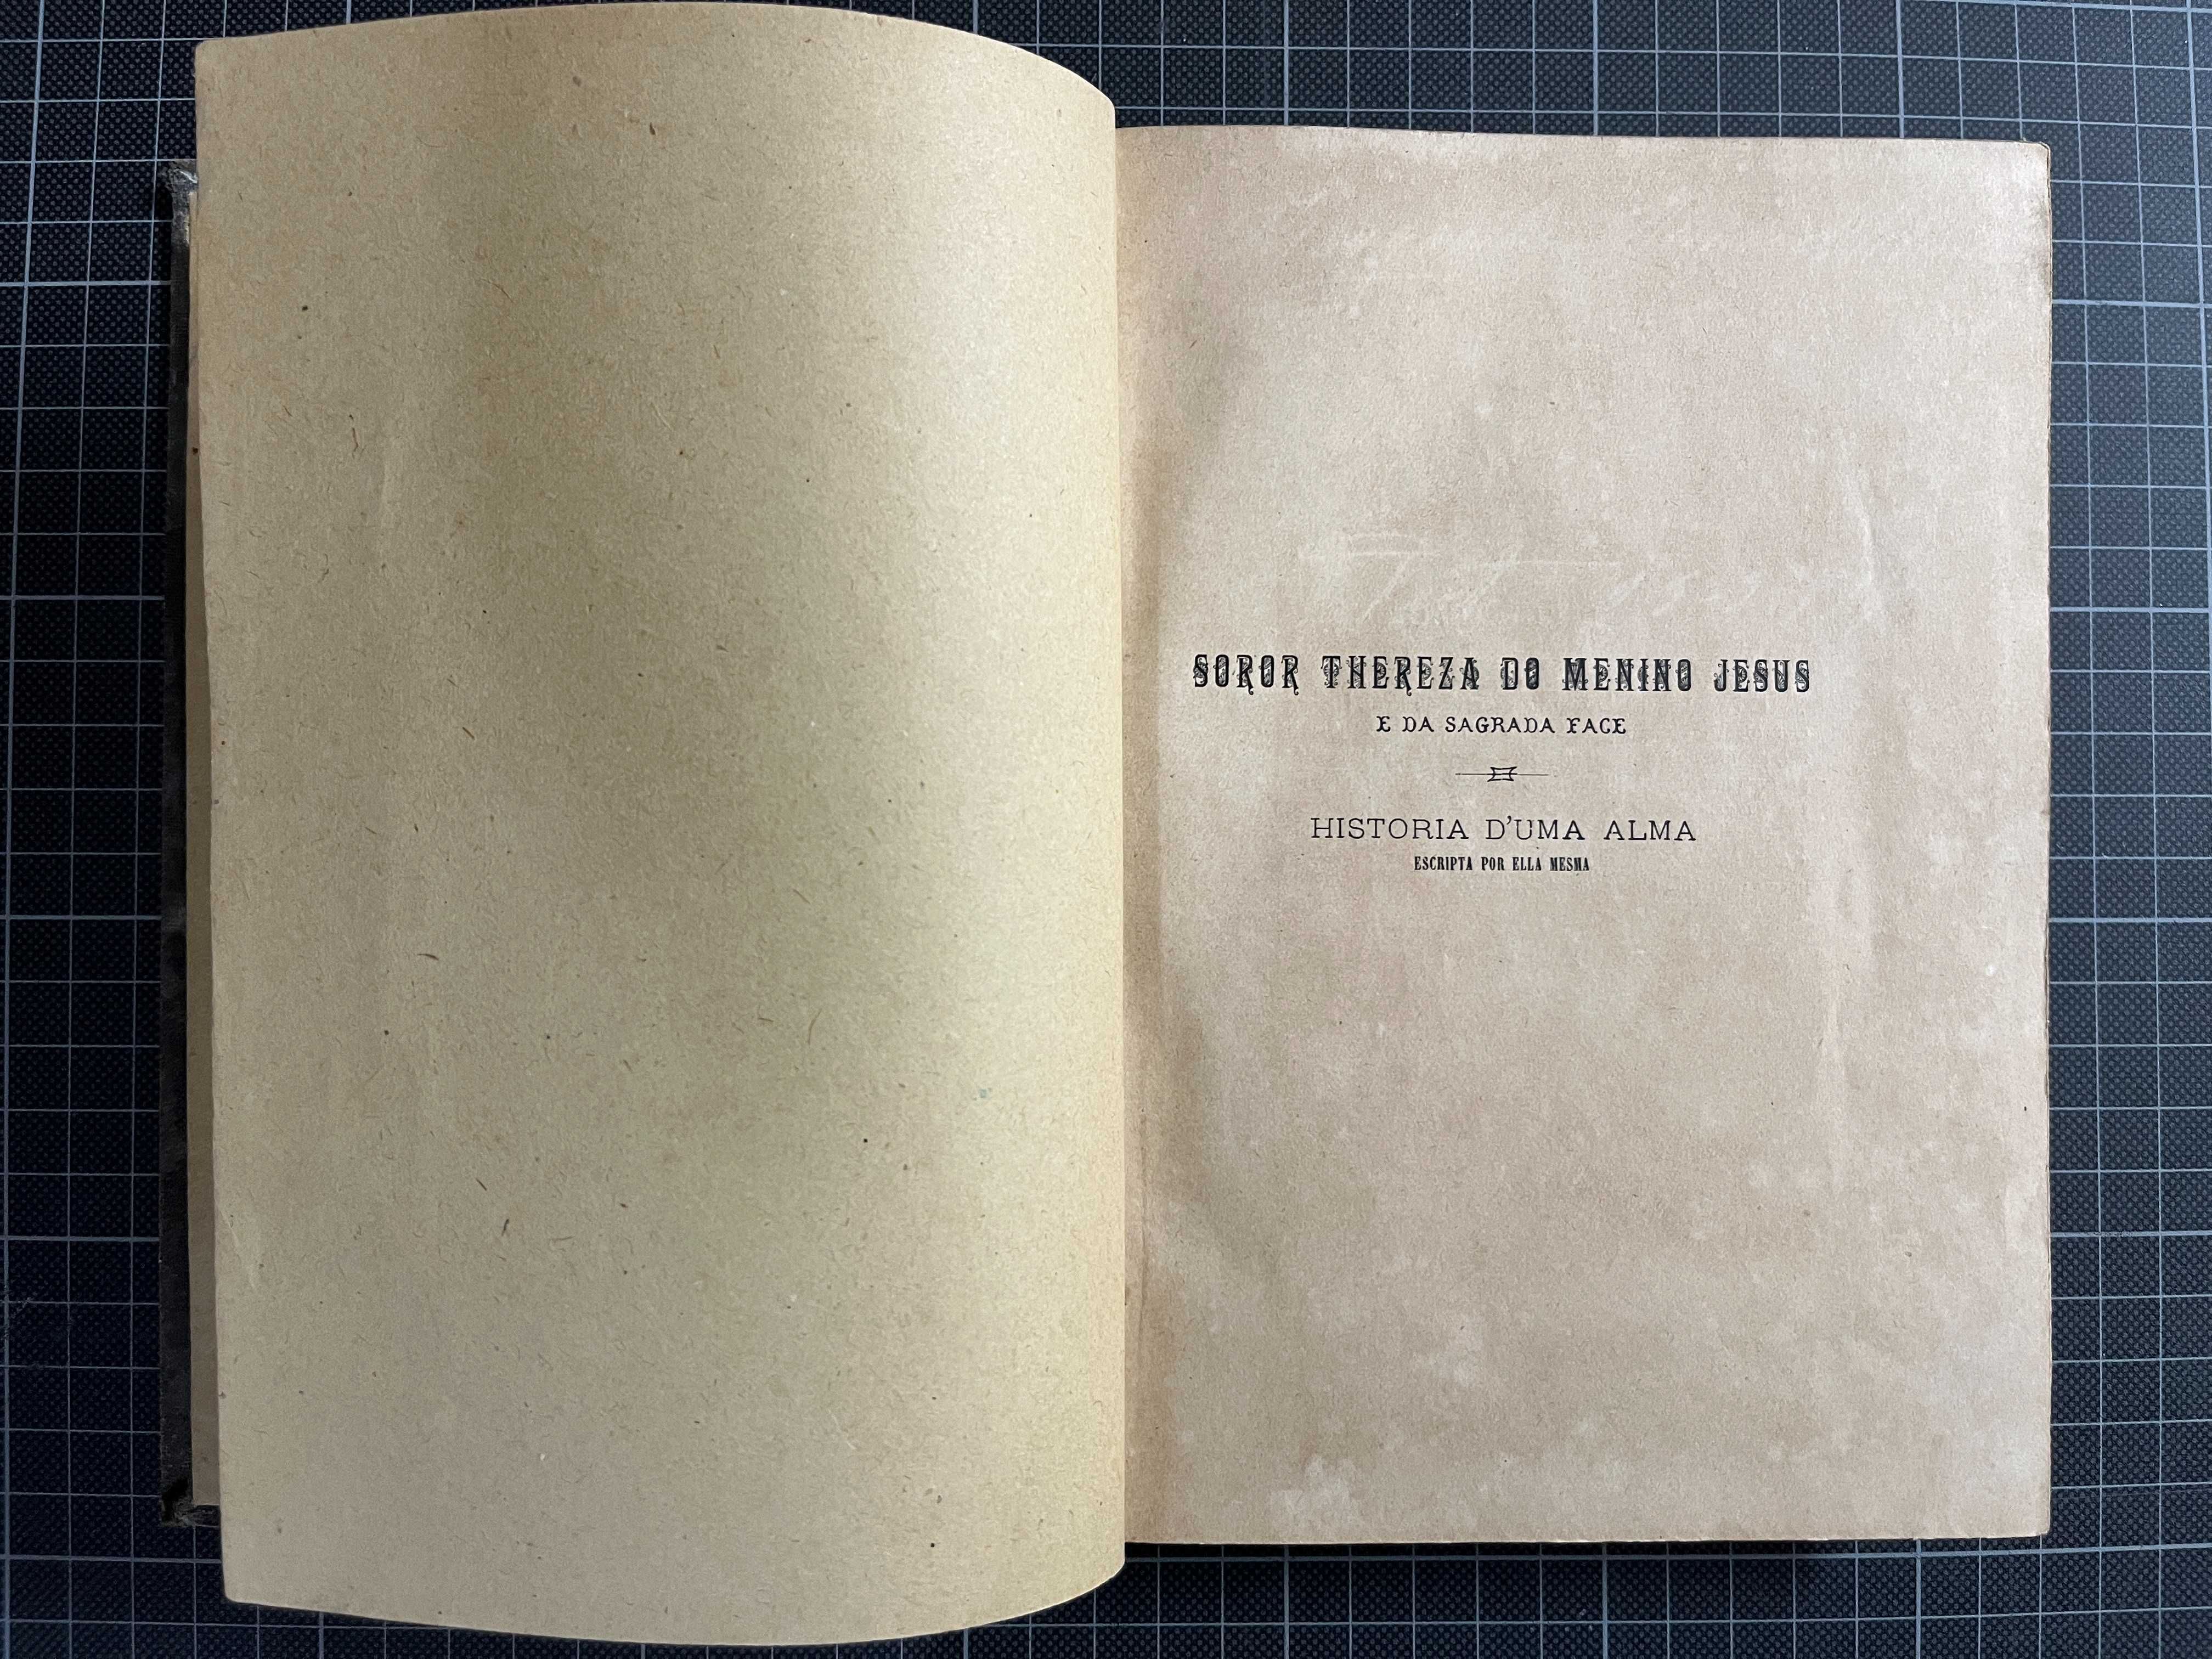 SOROR THEREZA DO MENINO JESUS
E DA SAGRADA FACE
HISTORIA D'UMA ALMA
ESCRIPTA POR ELLA MESMA